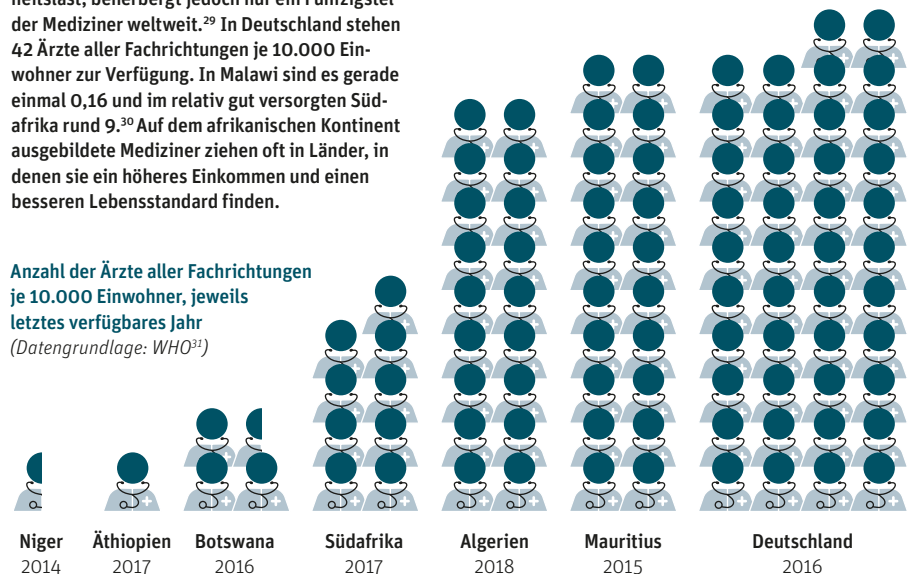 heitslast, beherbergt jedoch nur ein Fünfzigstel
der Mediziner weltweit.²⁹ In Deutschland stehen
42 Ärzte aller Fachrichtungen je 10.000 Ein-
wohner zur Verfügung. In Malawi sind es gerade
einmal 0,16 und im relativ gut versorgten Süd-
afrika rund 9.³⁰ Auf dem afrikanischen Kontinent
ausgebildete Mediziner ziehen oft in Länder, in
denen sie ein höheres Einkommen und einen
besseren Lebensstandard finden.
Anzahl der Ärzte aller Fachrichtungen
je 10.000 Einwohner, jeweils
letztes verfügbares Jahr
(Datengrundlage: WHO³¹)
Niger Äthiopien Botswana Südafrika Algerien Mauritius Deutschland
2014 2017 2016 2017 2018 2015 2016